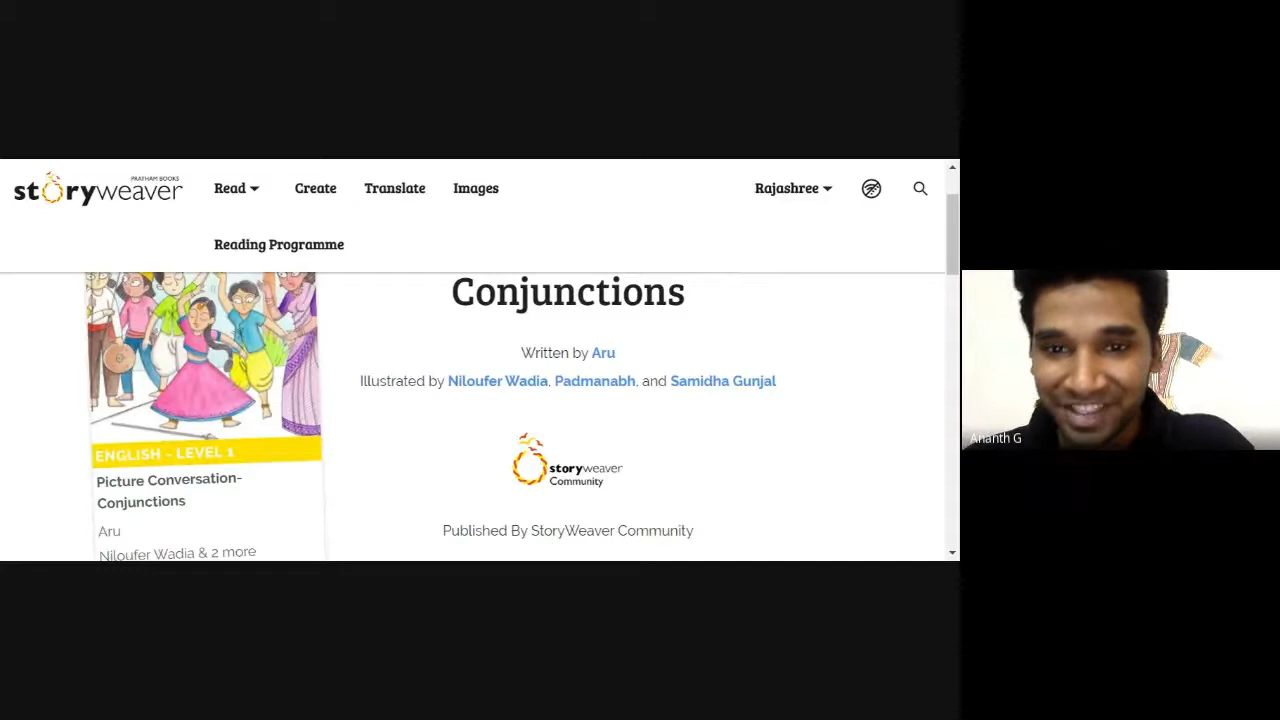 PRATHAM BOOKS
storyweaver
Read
Create
Translate
Images
Rajashree
Reading Programme
ENGLISH - LEVEL 1
Picture Conversation-
Conjunctions
Aru
Niloufer Wadia & 2 more
Conjunctions
Written by Aru
Illustrated by Niloufer Wadia, Padmanabh, and Samidha Gunjal
storyweaver
Community
Published By StoryWeaver Community
Ananth G